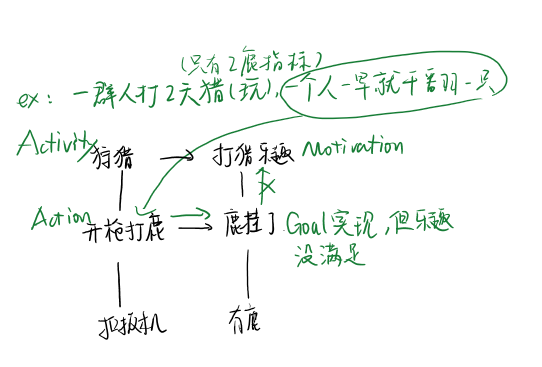 (只有2鹿指标)
ex: 一群人打2天猎(玩),一个人一早就干翻一只
Activity 狩猎 → 打猎乐趣 Motivation
Action 开枪打鹿 → 鹿挂了 Goal实现,但乐趣
没满足
扣扳机 有鹿